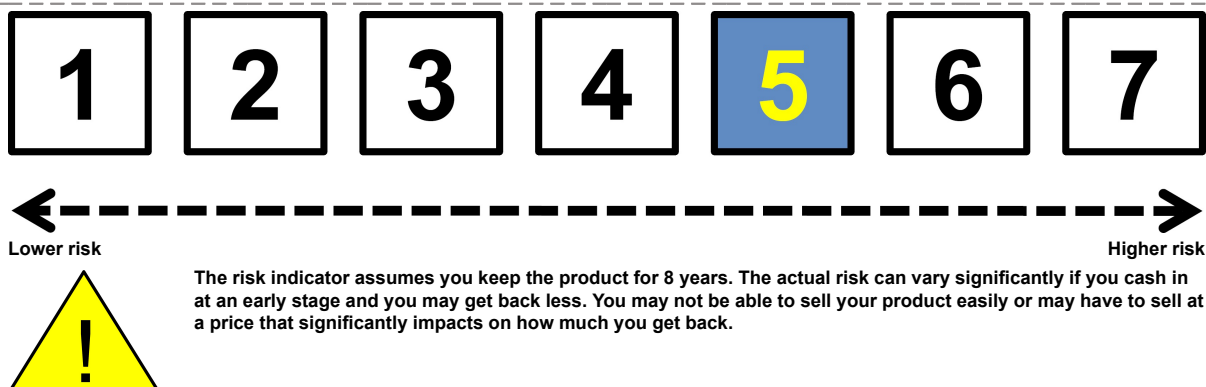 1 2 3 4 5 6 7
Lower risk Higher risk
!
The risk indicator assumes you keep the product for 8 years. The actual risk can vary significantly if you cash in
at an early stage and you may get back less. You may not be able to sell your product easily or may have to sell at
a price that significantly impacts on how much you get back.